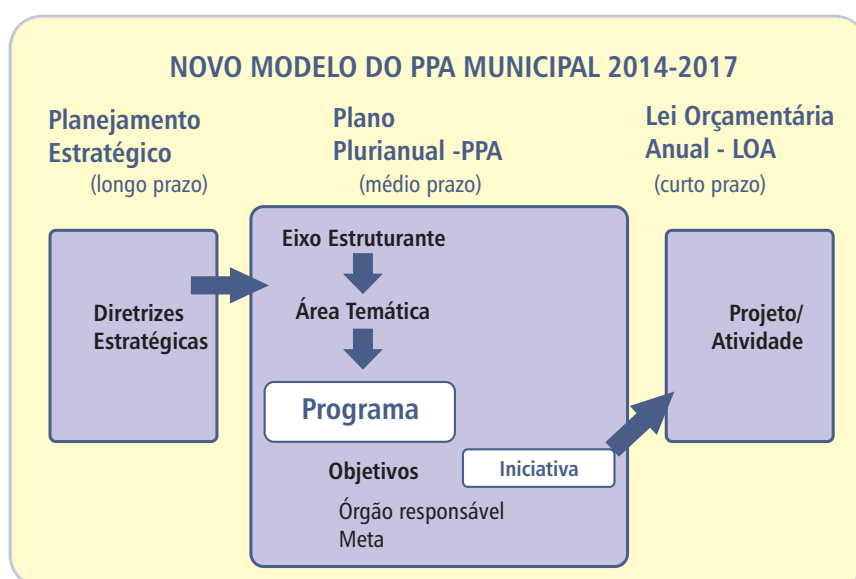 NOVO MODELO DO PPA MUNICIPAL 2014-2017
Planejamento
Estratégico
(longo prazo)
Plano
Plurianual -PPA
(médio prazo)
Lei Orçamentária
Anual - LOA
(curto prazo)
Diretrizes
Estratégicas
Eixo Estruturante
Área Temática
Programa
Objetivos
Iniciativa
Órgão responsável
Meta
Projeto/
Atividade